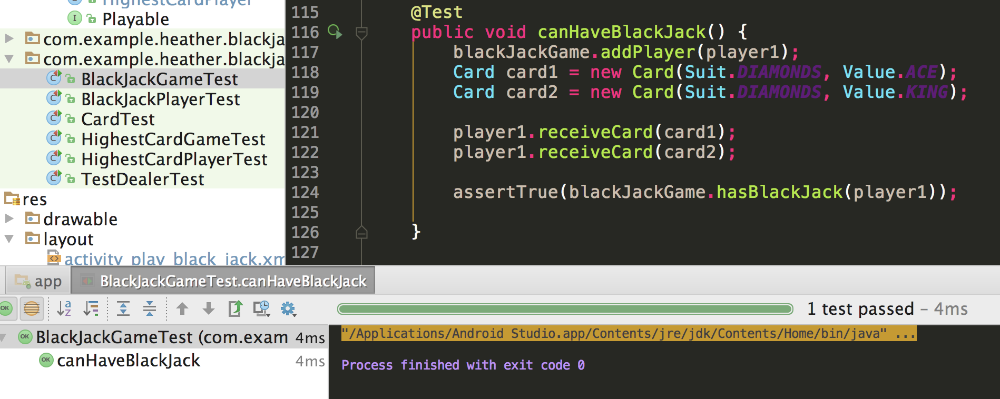 HighestCardPlayer
Playable
com.example.heather.blackja
com.example.heather.blackja
BlackJackGameTest
BlackJackPlayerTest
CardTest
HighestCardGameTest
HighestCardPlayerTest
TestDealerTest
res
drawable
layout
activity_play_black_jack.xm
115 @Test
116 public void canHaveBlackJack() {
117 blackJackGame.addPlayer(player1);
118 Card card1 = new Card(Suit.DIAMONDS, Value.ACE);
119 Card card2 = new Card(Suit.DIAMONDS, Value.KING);
120
121 player1.receiveCard(card1);
122 player1.receiveCard(card2);
123
124 assertTrue(blackJackGame.hasBlackJack(player1));
125
126 }
127
app BlackJackGameTest.canHaveBlackJack
OK 1 test passed – 4ms
OK BlackJackGameTest (com.exam 4ms
OK canHaveBlackJack 4ms
"/Applications/Android Studio.app/Contents/jre/jdk/Contents/Home/bin/java" ...
Process finished with exit code 0